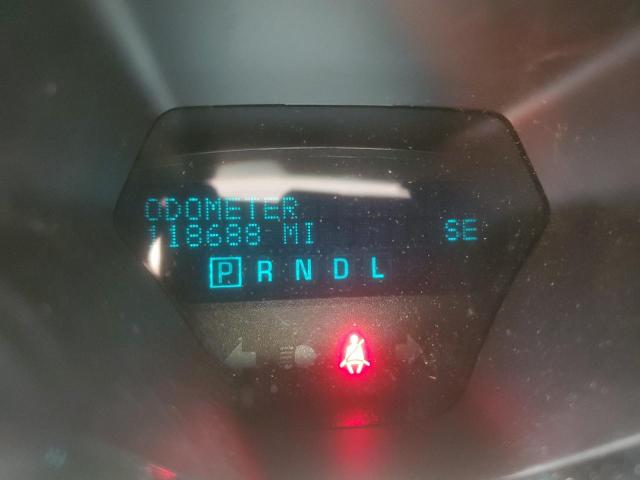 ODOMETER
118688 MI SE
P R N D L